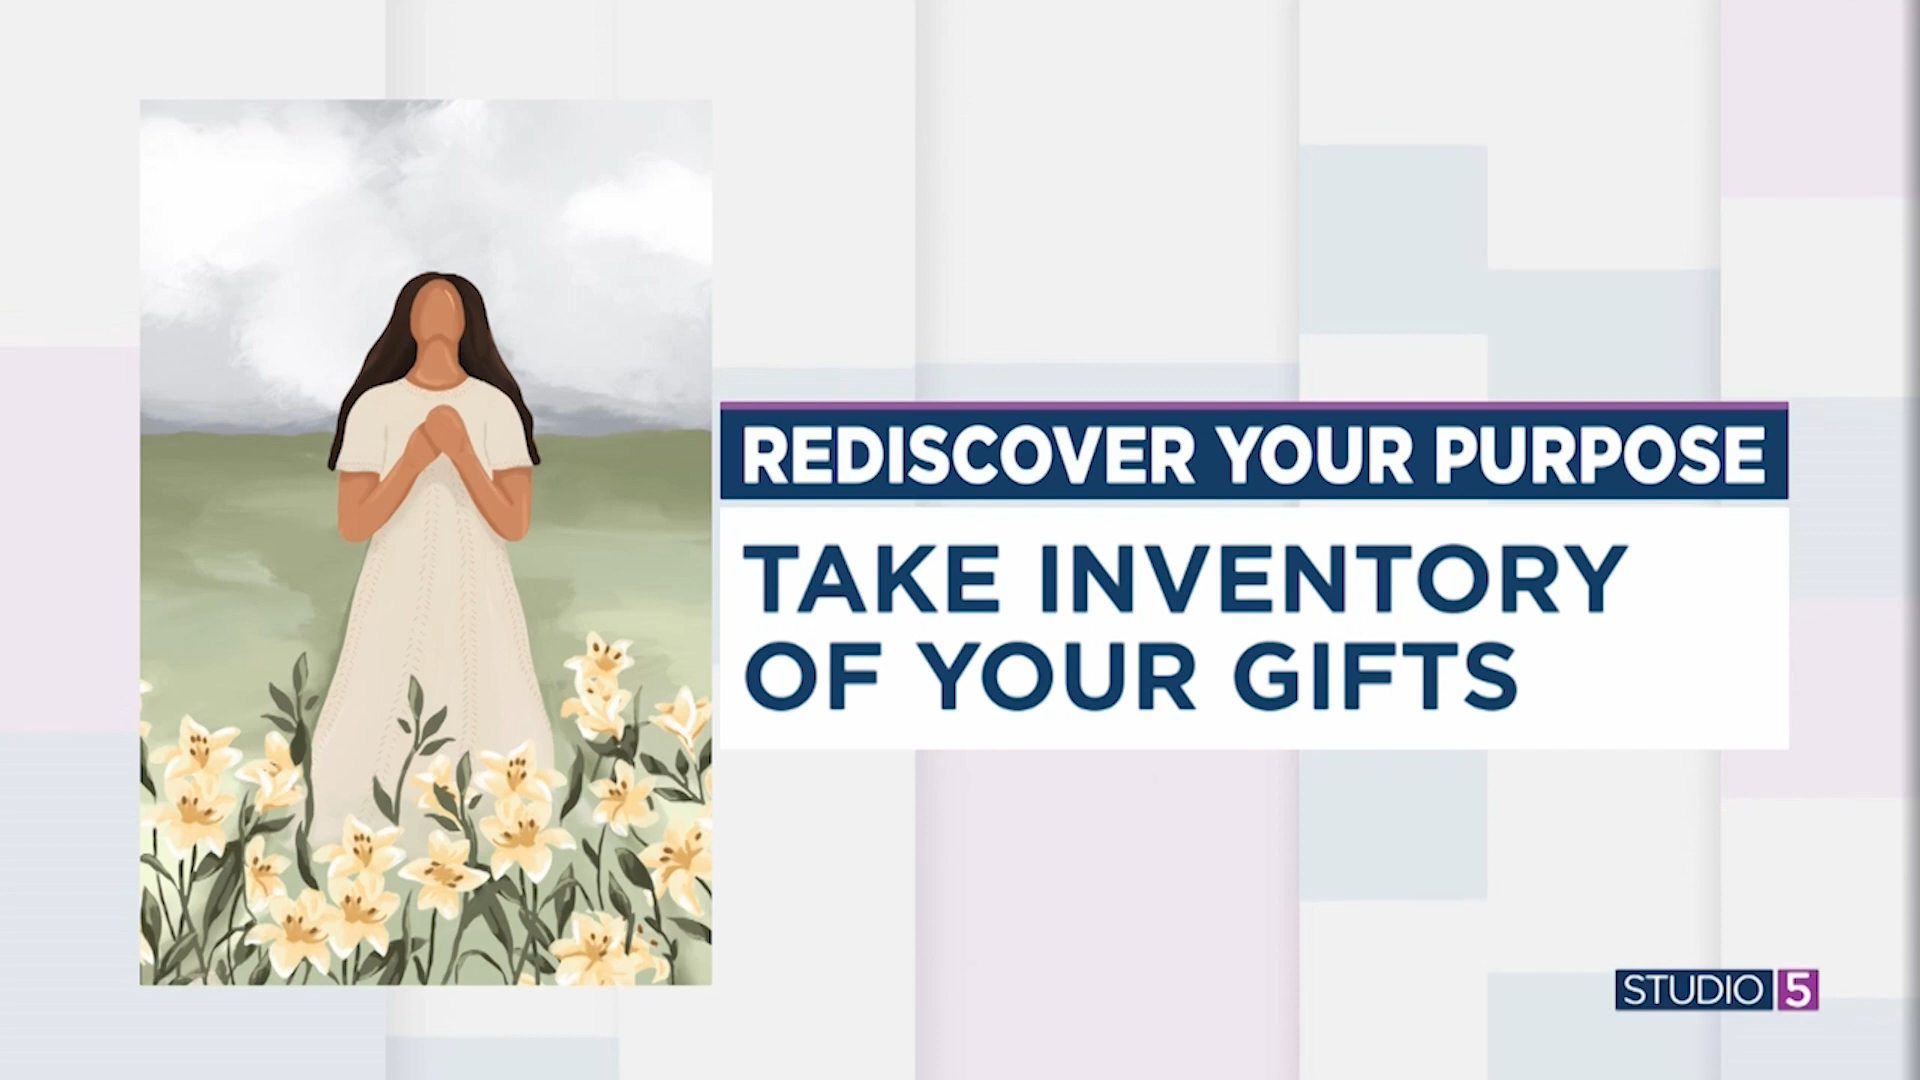 REDISCOVER YOUR PURPOSE
TAKE INVENTORY
OF YOUR GIFTS
STUDIO 5